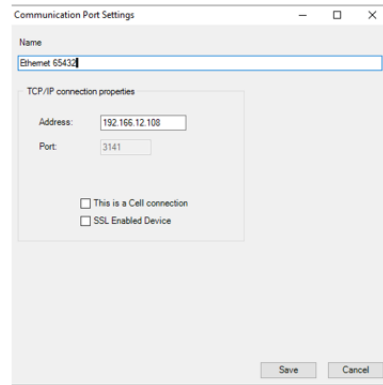 Communication Port Settings
Name
Ethernet 65432
TCP/IP connection properties
Address: 192.166.12.108
Port: 3141
This is a Cell connection
SSL Enabled Device
Save Cancel